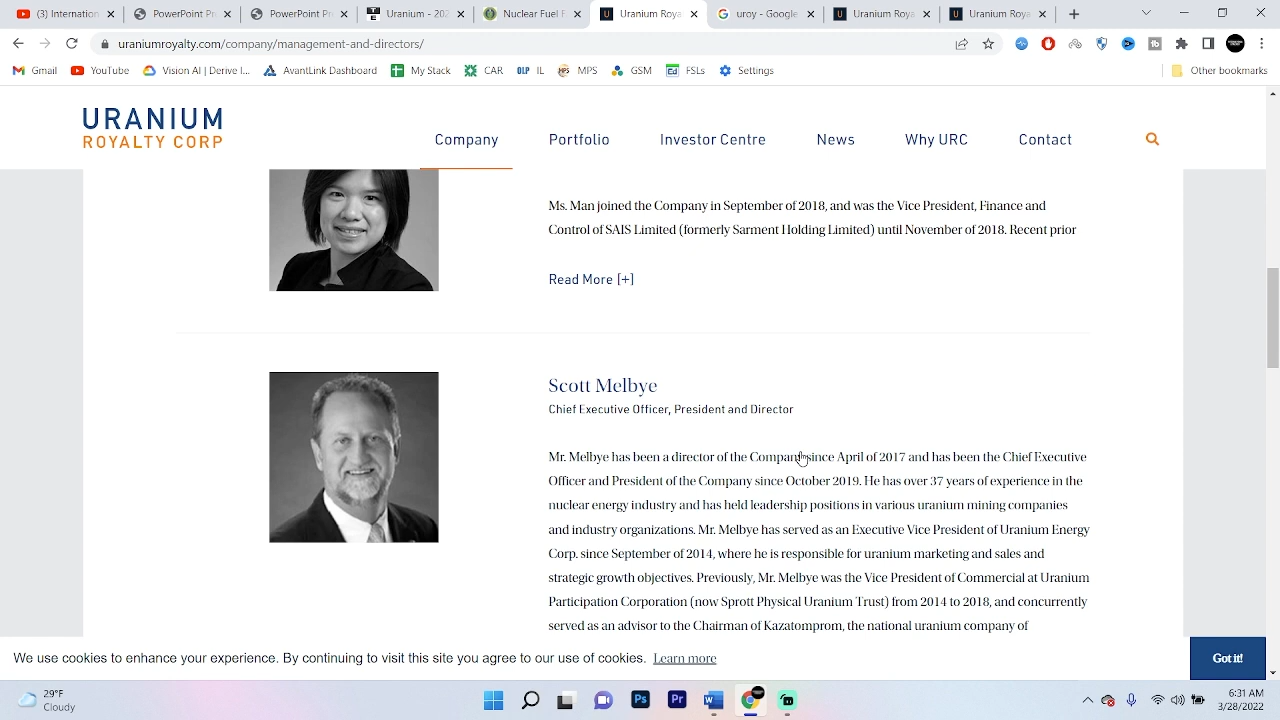 (3) Internation
PowerPoint Pr
PowerPoint Pr
Uranium - 202
Nuclear Fuel F
Uranium Roya
uroy - Google
Uranium Roya
Uranium Roya
uraniumroyalty.com/company/management-and-directors/
Gmail
YouTube
Vision AI | Derive I...
AvantLink Dashboard
My Stack
CAR
IL
MPS
GSM
FSLs
Settings
Other bookmarks
URANIUM
ROYALTY CORP
Company
Portfolio
Investor Centre
News
Why URC
Contact
Ms. Man joined the Company in September of 2018, and was the Vice President, Finance and
Control of SAIS Limited (formerly Sarment Holding Limited) until November of 2018. Recent prior
Read More [+]
Scott Melbye
Chief Executive Officer, President and Director
Mr. Melbye has been a director of the Company since April of 2017 and has been the Chief Executive
Officer and President of the Company since October 2019. He has over 37 years of experience in the
nuclear energy industry and has held leadership positions in various uranium mining companies
and industry organizations. Mr. Melbye has served as an Executive Vice President of Uranium Energy
Corp. since September of 2014, where he is responsible for uranium marketing and sales and
strategic growth objectives. Previously, Mr. Melbye was the Vice President of Commercial at Uranium
Participation Corporation (now Sprott Physical Uranium Trust) from 2014 to 2018, and concurrently
served as an advisor to the Chairman of Kazatomprom, the national uranium company of
We use cookies to enhance your experience. By continuing to visit this site you agree to our use of cookies. Learn more
Got it!
29°F
6:31 AM
3/28/2022